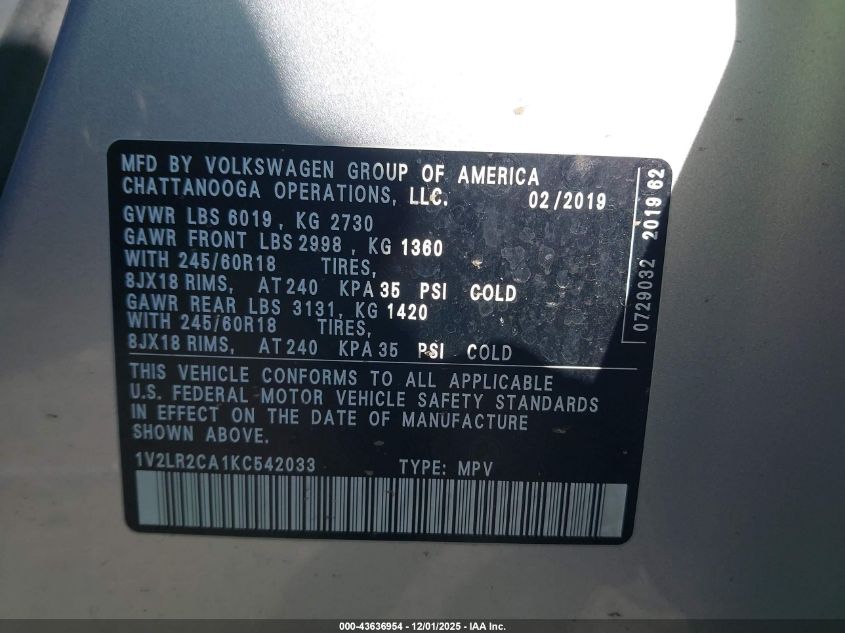 MFD BY VOLKSWAGEN GROUP OF AMERICA
CHATTANOOGA OPERATIONS, LLC. 02/2019
GVWR LBS 6019, KG 2730
GAWR FRONT LBS 2998, KG 1360
WITH 245/60R18 TIRES,
8JX18 RIMS, AT 240 KPA 35 PSI COLD
GAWR REAR LBS 3131, KG 1420
WITH 245/60R18 TIRES,
8JX18 RIMS, AT 240 KPA 35 PSI COLD
THIS VEHICLE CONFORMS TO ALL APPLICABLE
U.S. FEDERAL MOTOR VEHICLE SAFETY STANDARDS
IN EFFECT ON THE DATE OF MANUFACTURE
SHOWN ABOVE.
1V2LR2CA1KC542033 TYPE: MPV
0729032 2019 62
000-43636954 - 12/01/2025 - IAA Inc.